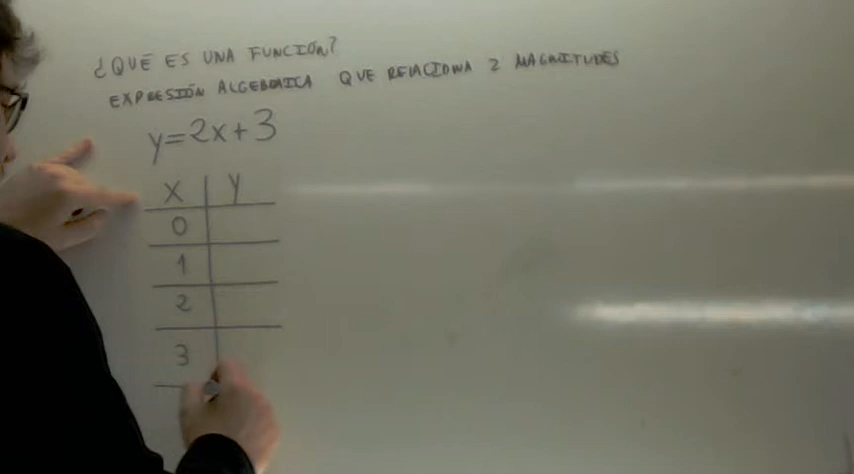 ¿QUÉ ES UNA FUNCIÓN?
EXPRESIÓN ALGEBRAICA QUE RELACIONA 2 MAGNITUDES
y=2x+3
X Y
0
1
2
3